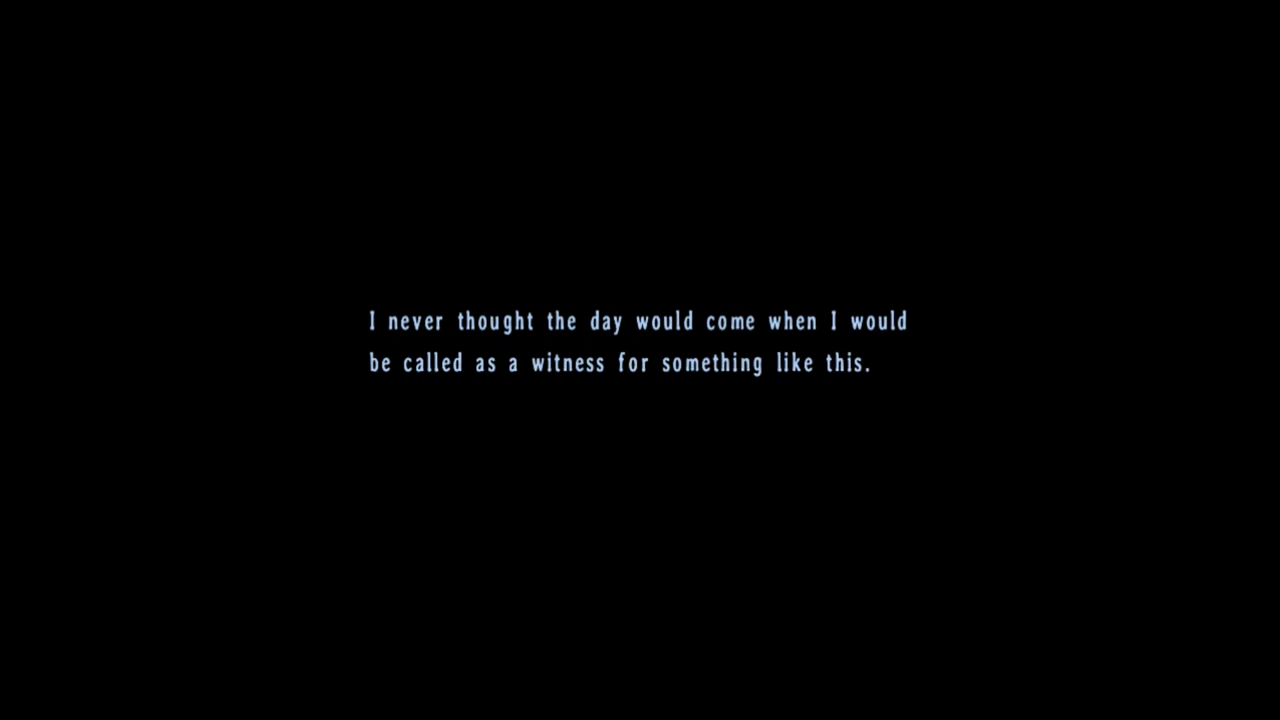 I never thought the day would come when I would
be called as a witness for something like this.